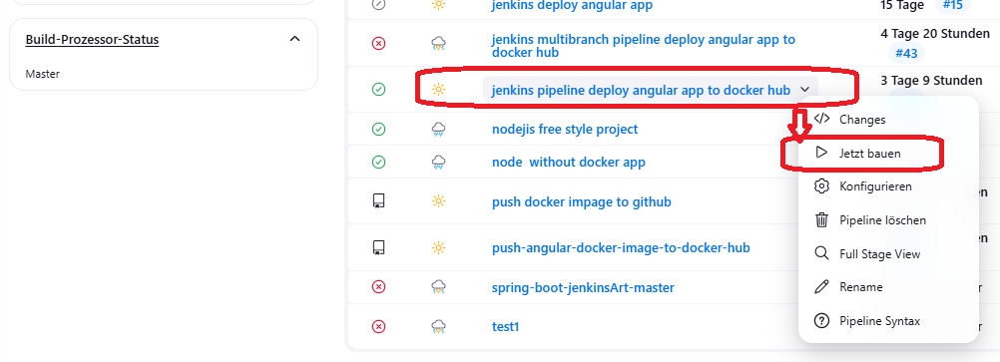 jenkins deploy angular app
15 Tage
#15
Build-Prozessor-Status
Master
jenkins multibranch pipeline deploy angular app to
docker hub
4 Tage 20 Stunden
#43
jenkins pipeline deploy angular app to docker hub
3 Tage 9 Stunden
Changes
nodejis free style project
Jetzt bauen
node without docker app
Konfigurieren
push docker impage to github
Pipeline löschen
push-angular-docker-image-to-docker-hub
Full Stage View
spring-boot-jenkinsArt-master
Rename
test1
Pipeline Syntax